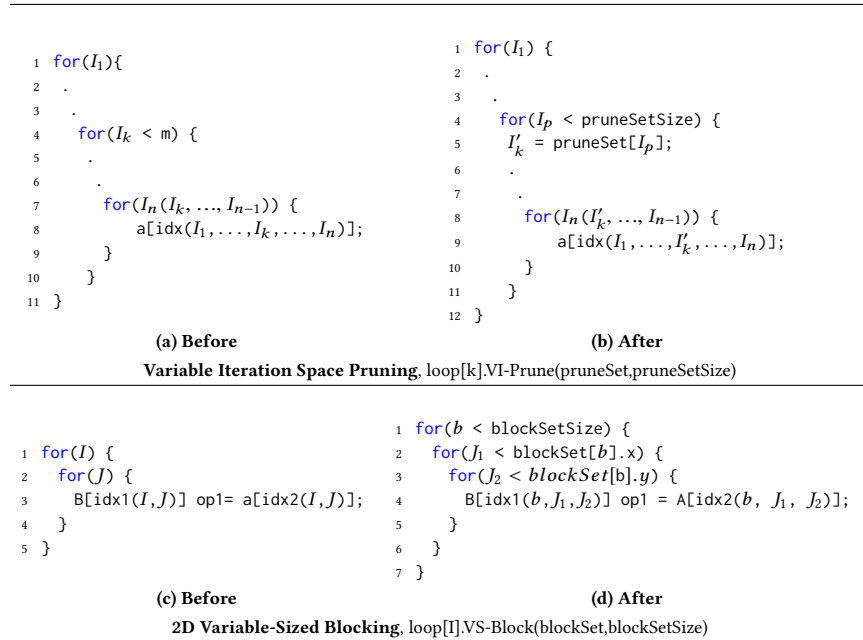 1 for(I₁){
2 .
3 .
4 for(Iₖ < m) {
5 .
6 .
7 for(Iₙ(Iₖ, ..., Iₙ₋₁)) {
8 a[idx(I₁,...,Iₖ,...,Iₙ)];
9 }
10 }
11 }
(a) Before
1 for(I₁) {
2 .
3 .
4 for(Iₚ < pruneSetSize) {
5 I′ₖ = pruneSet[Iₚ];
6 .
7 .
8 for(Iₙ(I′ₖ, ..., Iₙ₋₁)) {
9 a[idx(I₁,...,I′ₖ,...,Iₙ)];
10 }
11 }
12 }
(b) After
Variable Iteration Space Pruning, loop[k].VI-Prune(pruneSet,pruneSetSize)
1 for(I) {
2 for(J) {
3 B[idx1(I,J)] op1= a[idx2(I,J)];
4 }
5 }
(c) Before
1 for(b < blockSetSize) {
2 for(J₁ < blockSet[b].x) {
3 for(J₂ < blockSet[b].y) {
4 B[idx1(b,J₁,J₂)] op1 = A[idx2(b, J₁, J₂)];
5 }
6 }
7 }
(d) After
2D Variable-Sized Blocking, loop[I].VS-Block(blockSet,blockSetSize)